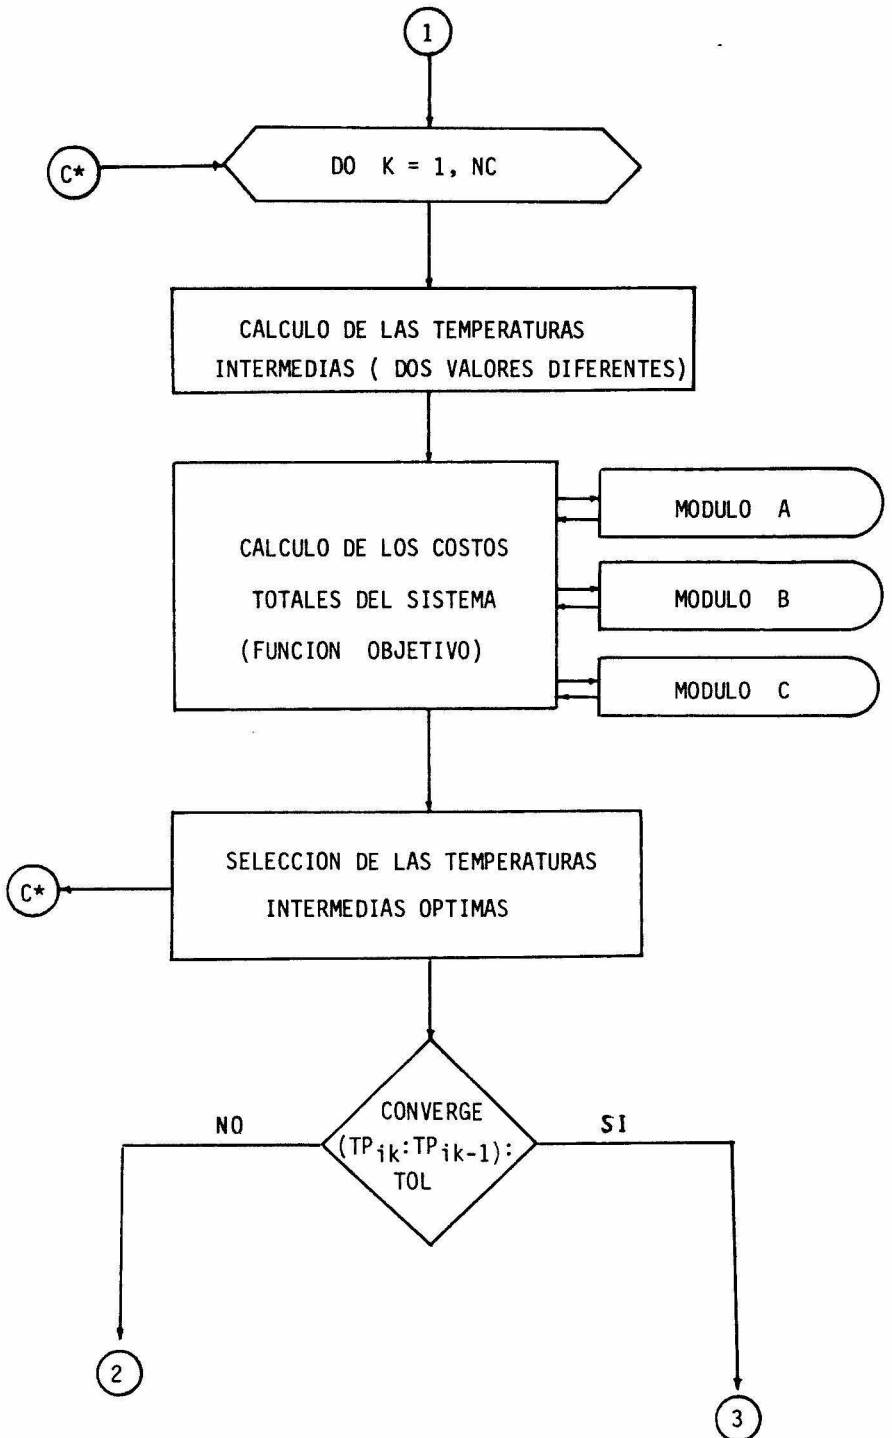 1
C*
DO K = 1, NC
CALCULO DE LAS TEMPERATURAS
INTERMEDIAS ( DOS VALORES DIFERENTES)
CALCULO DE LOS COSTOS
TOTALES DEL SISTEMA
(FUNCION OBJETIVO)
MODULO A
MODULO B
MODULO C
SELECCION DE LAS TEMPERATURAS
INTERMEDIAS OPTIMAS
C*
CONVERGE
(TPik:TPik-1):
TOL
NO
SI
2
3